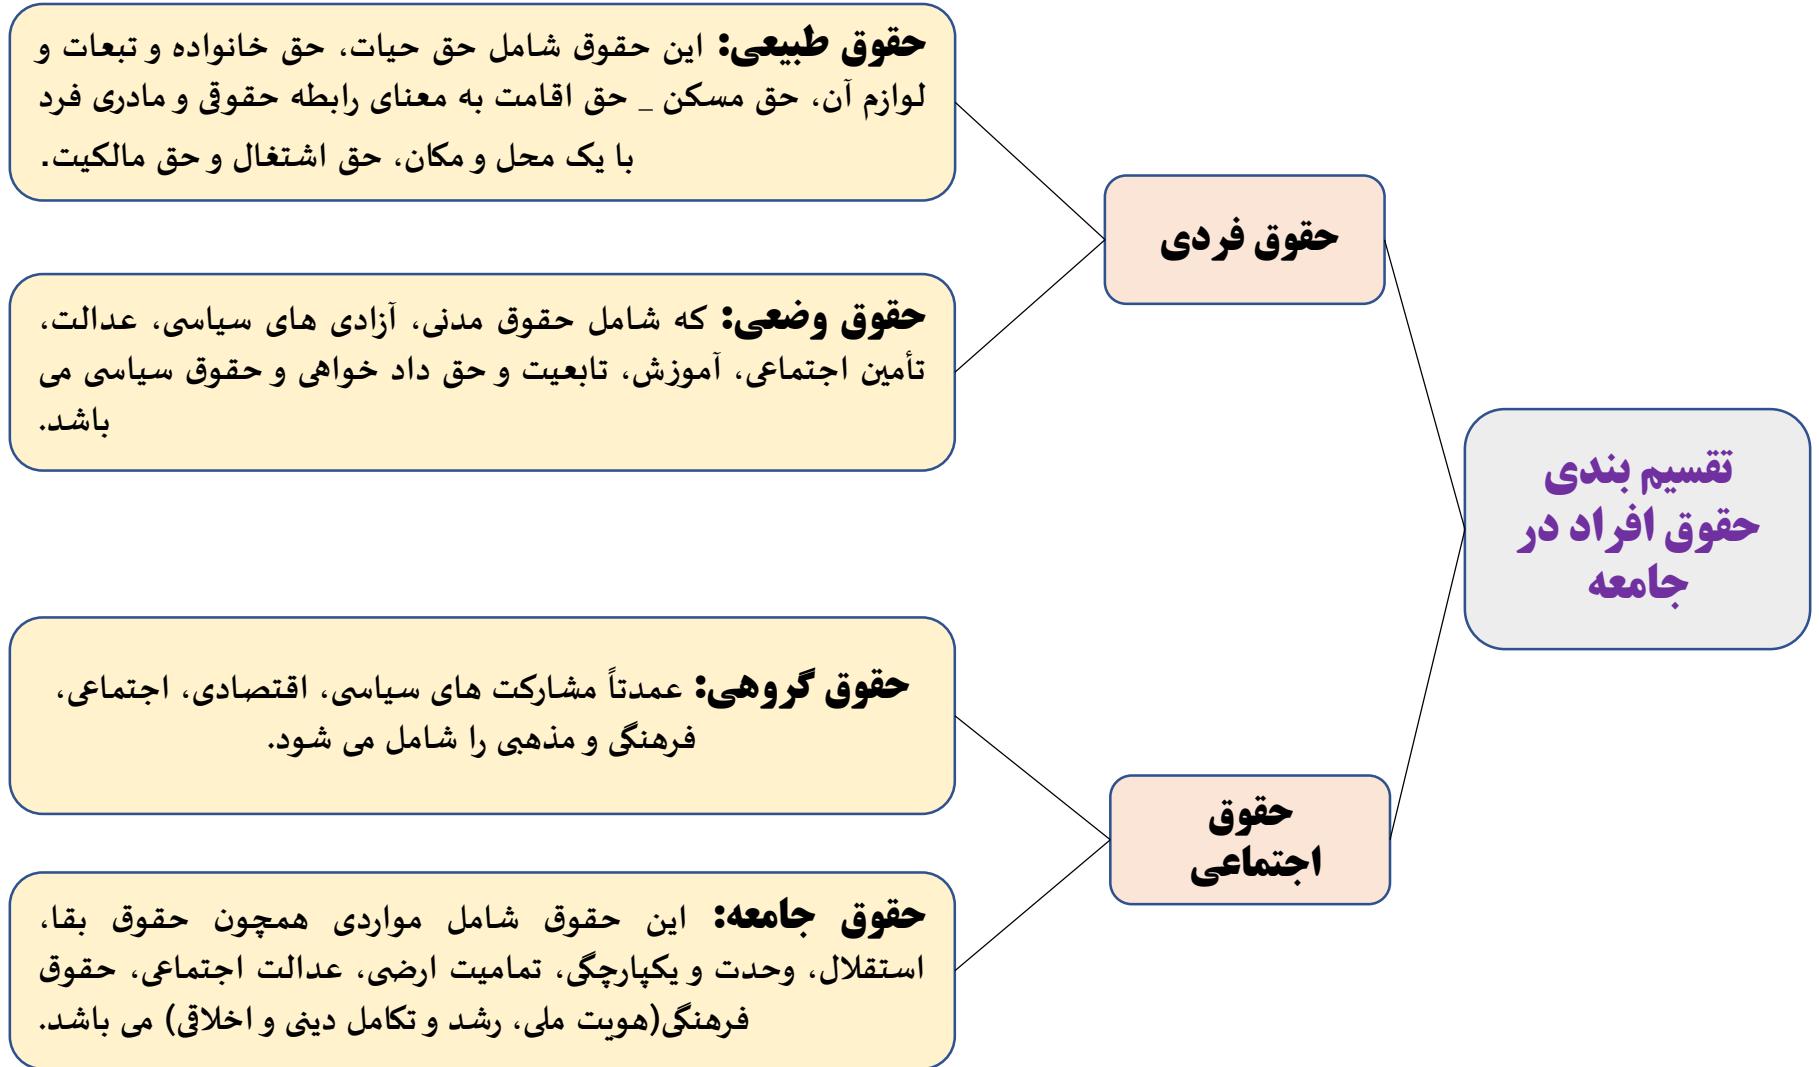 تقسیم بندی
حقوق افراد در
جامعه
حقوق فردی
حقوق طبیعی: این حقوق شامل حق حیات، حق خانواده و تبعات و
لوازم آن، حق مسکن _ حق اقامت به معنای رابطه حقوقی و مادری فرد
با یک محل و مکان، حق اشتغال و حق مالکیت.
حقوق وضعی: که شامل حقوق مدنی، آزادی های سیاسی، عدالت،
تأمین اجتماعی، آموزش، تابعیت و حق داد خواهی و حقوق سیاسی می
باشد.
حقوق
اجتماعی
حقوق گروهی: عمدتاً مشارکت های سیاسی، اقتصادی، اجتماعی،
فرهنگی و مذهبی را شامل می شود.
حقوق جامعه: این حقوق شامل مواردی همچون حقوق بقا،
استقلال، وحدت و یکپارچگی، تمامیت ارضی، عدالت اجتماعی، حقوق
فرهنگی(هویت ملی، رشد و تکامل دینی و اخلاقی) می باشد.